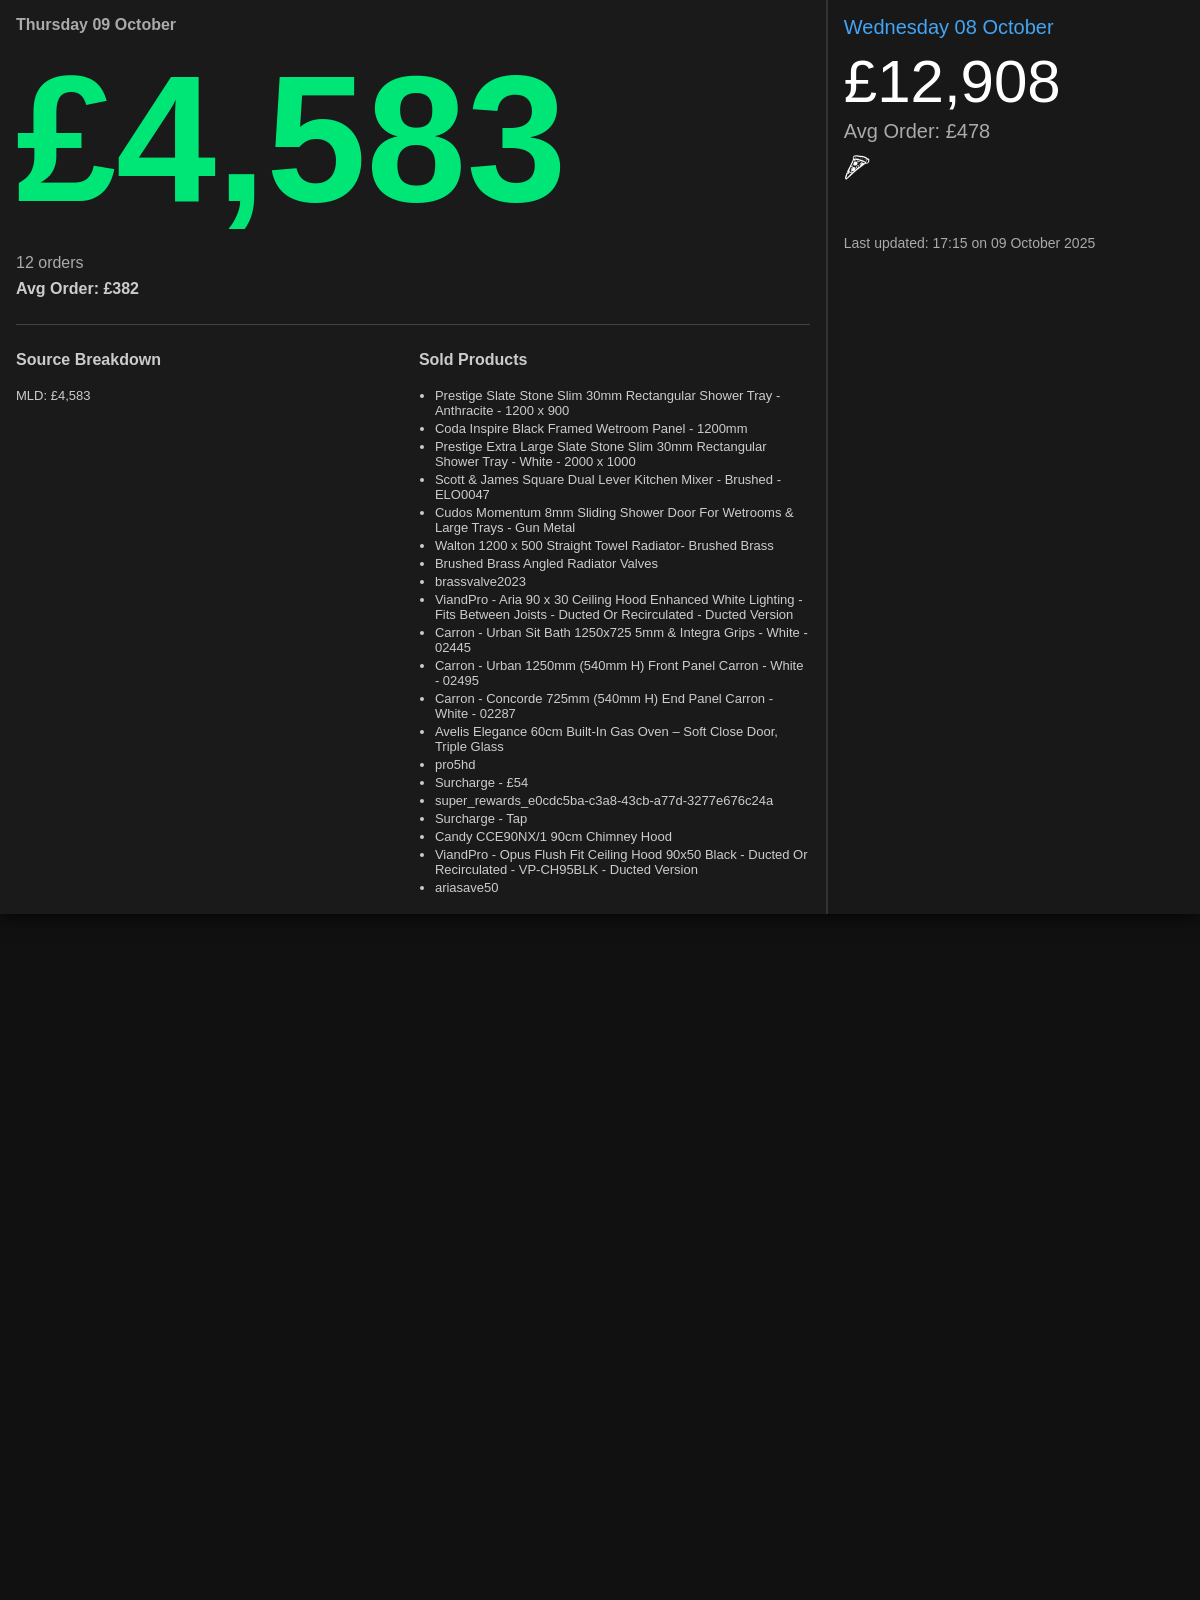 Thursday 09 October
£4,583
12 orders
Avg Order: £382
Source Breakdown
MLD: £4,583
Sold Products
Prestige Slate Stone Slim 30mm Rectangular Shower Tray -
Anthracite - 1200 x 900
Coda Inspire Black Framed Wetroom Panel - 1200mm
Prestige Extra Large Slate Stone Slim 30mm Rectangular
Shower Tray - White - 2000 x 1000
Scott & James Square Dual Lever Kitchen Mixer - Brushed -
ELO0047
Cudos Momentum 8mm Sliding Shower Door For Wetrooms &
Large Trays - Gun Metal
Walton 1200 x 500 Straight Towel Radiator- Brushed Brass
Brushed Brass Angled Radiator Valves
brassvalve2023
ViandPro - Aria 90 x 30 Ceiling Hood Enhanced White Lighting -
Fits Between Joists - Ducted Or Recirculated - Ducted Version
Carron - Urban Sit Bath 1250x725 5mm & Integra Grips - White -
02445
Carron - Urban 1250mm (540mm H) Front Panel Carron - White
- 02495
Carron - Concorde 725mm (540mm H) End Panel Carron -
White - 02287
Avelis Elegance 60cm Built-In Gas Oven – Soft Close Door,
Triple Glass
pro5hd
Surcharge - £54
super_rewards_e0cdc5ba-c3a8-43cb-a77d-3277e676c24a
Surcharge - Tap
Candy CCE90NX/1 90cm Chimney Hood
ViandPro - Opus Flush Fit Ceiling Hood 90x50 Black - Ducted Or
Recirculated - VP-CH95BLK - Ducted Version
ariasave50
Wednesday 08 October
£12,908
Avg Order: £478
Last updated: 17:15 on 09 October 2025